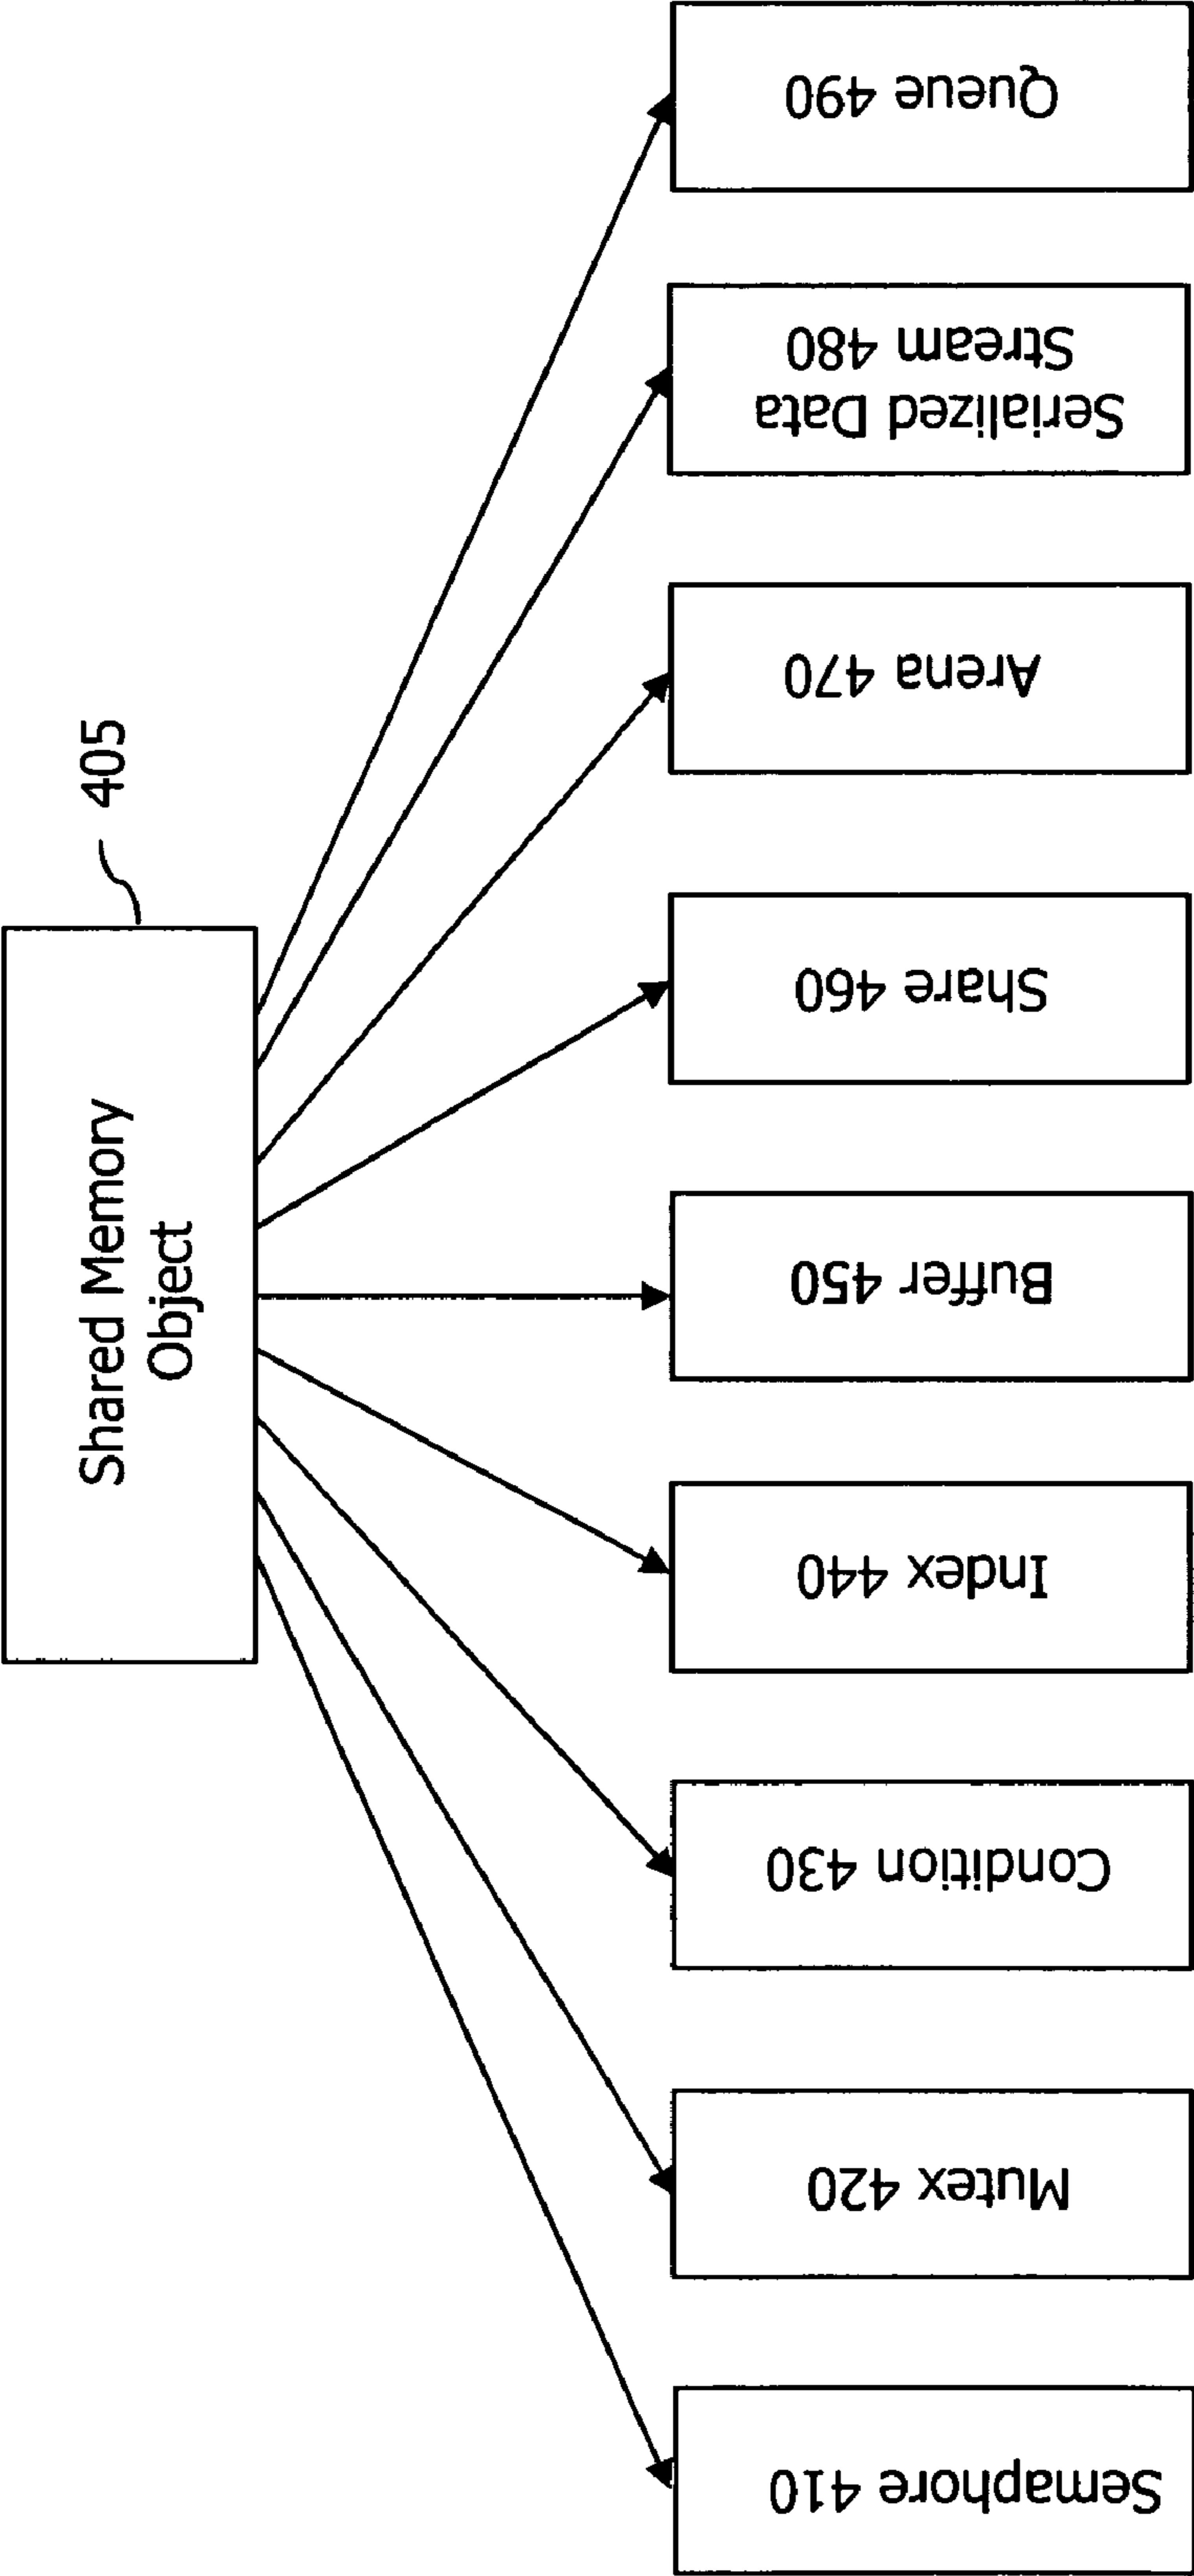 Shared Memory
Object
405
Semaphore 410
Mutex 420
Condition 430
Index 440
Buffer 450
Share 460
Arena 470
Serialized Data
Stream 480
Queue 490